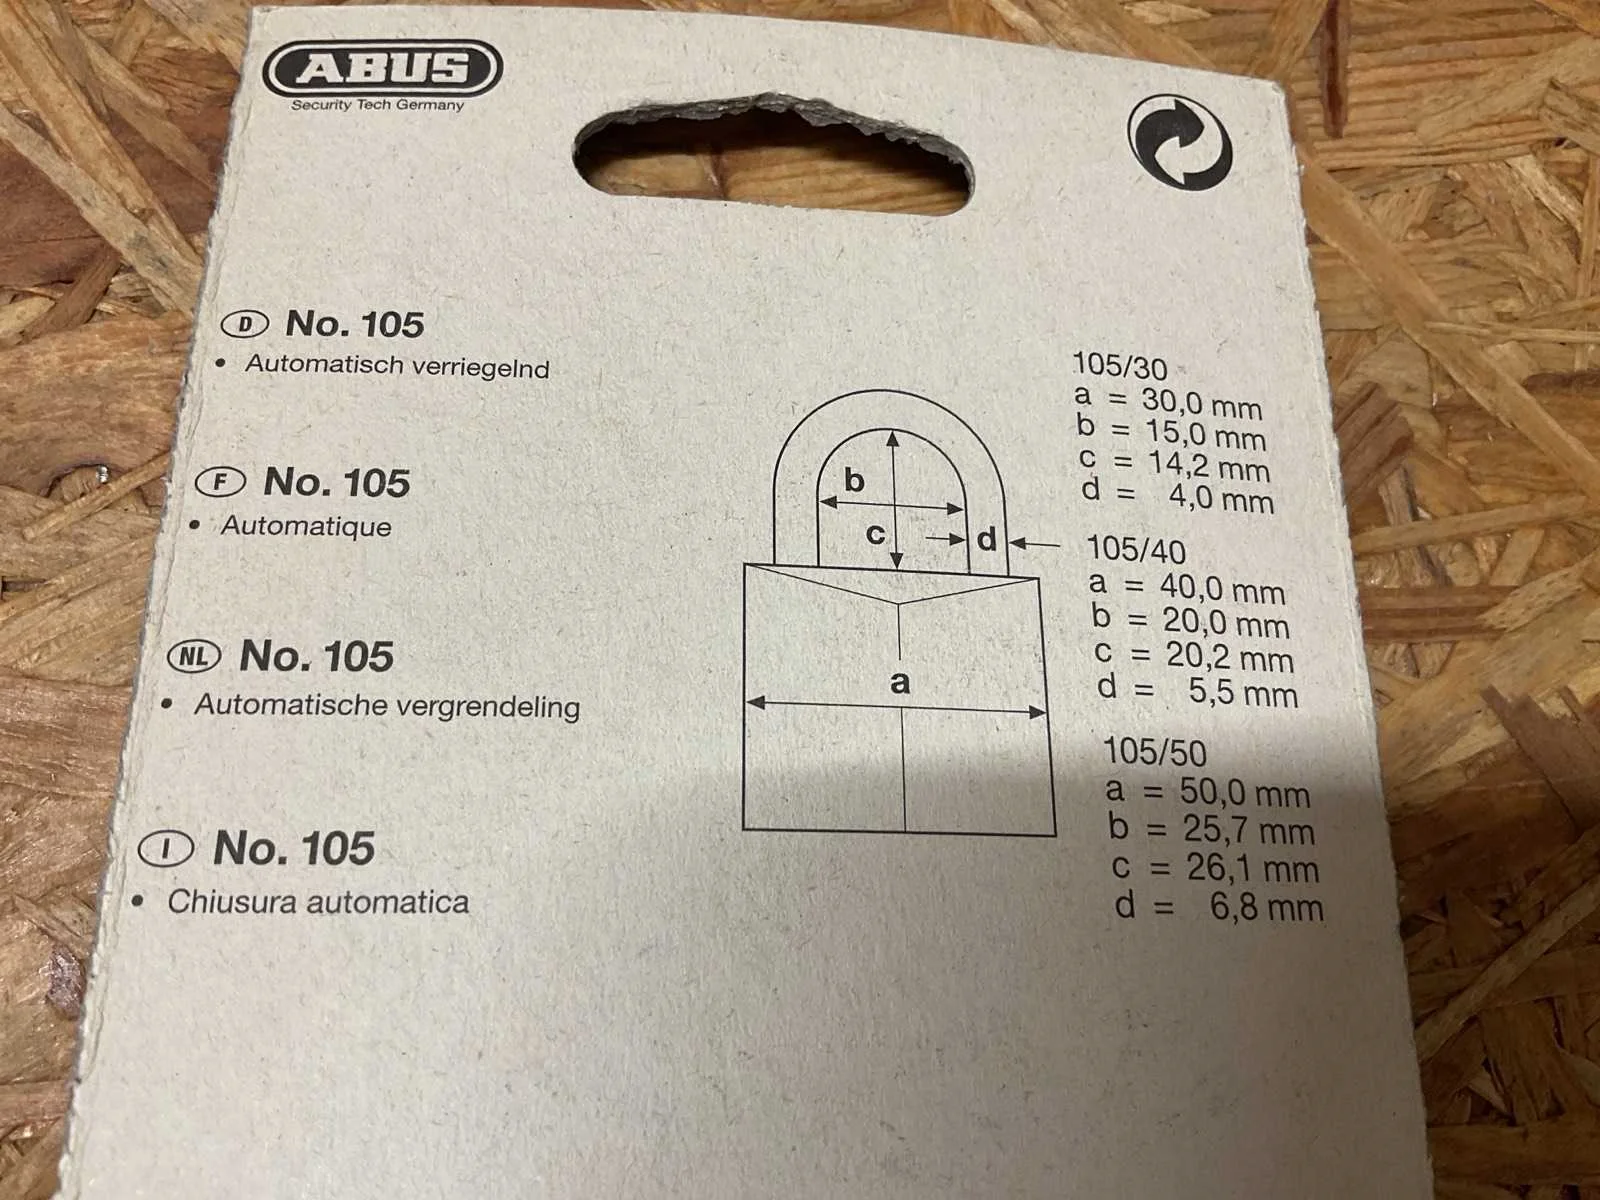 ABUS
Security Tech Germany
D No. 105
• Automatisch verriegelnd
F No. 105
• Automatique
NL No. 105
• Automatische vergrendeling
I No. 105
• Chiusura automatica
b
c
d
a
105/30
a = 30,0 mm
b = 15,0 mm
c = 14,2 mm
d = 4,0 mm
105/40
a = 40,0 mm
b = 20,0 mm
c = 20,2 mm
d = 5,5 mm
105/50
a = 50,0 mm
b = 25,7 mm
c = 26,1 mm
d = 6,8 mm